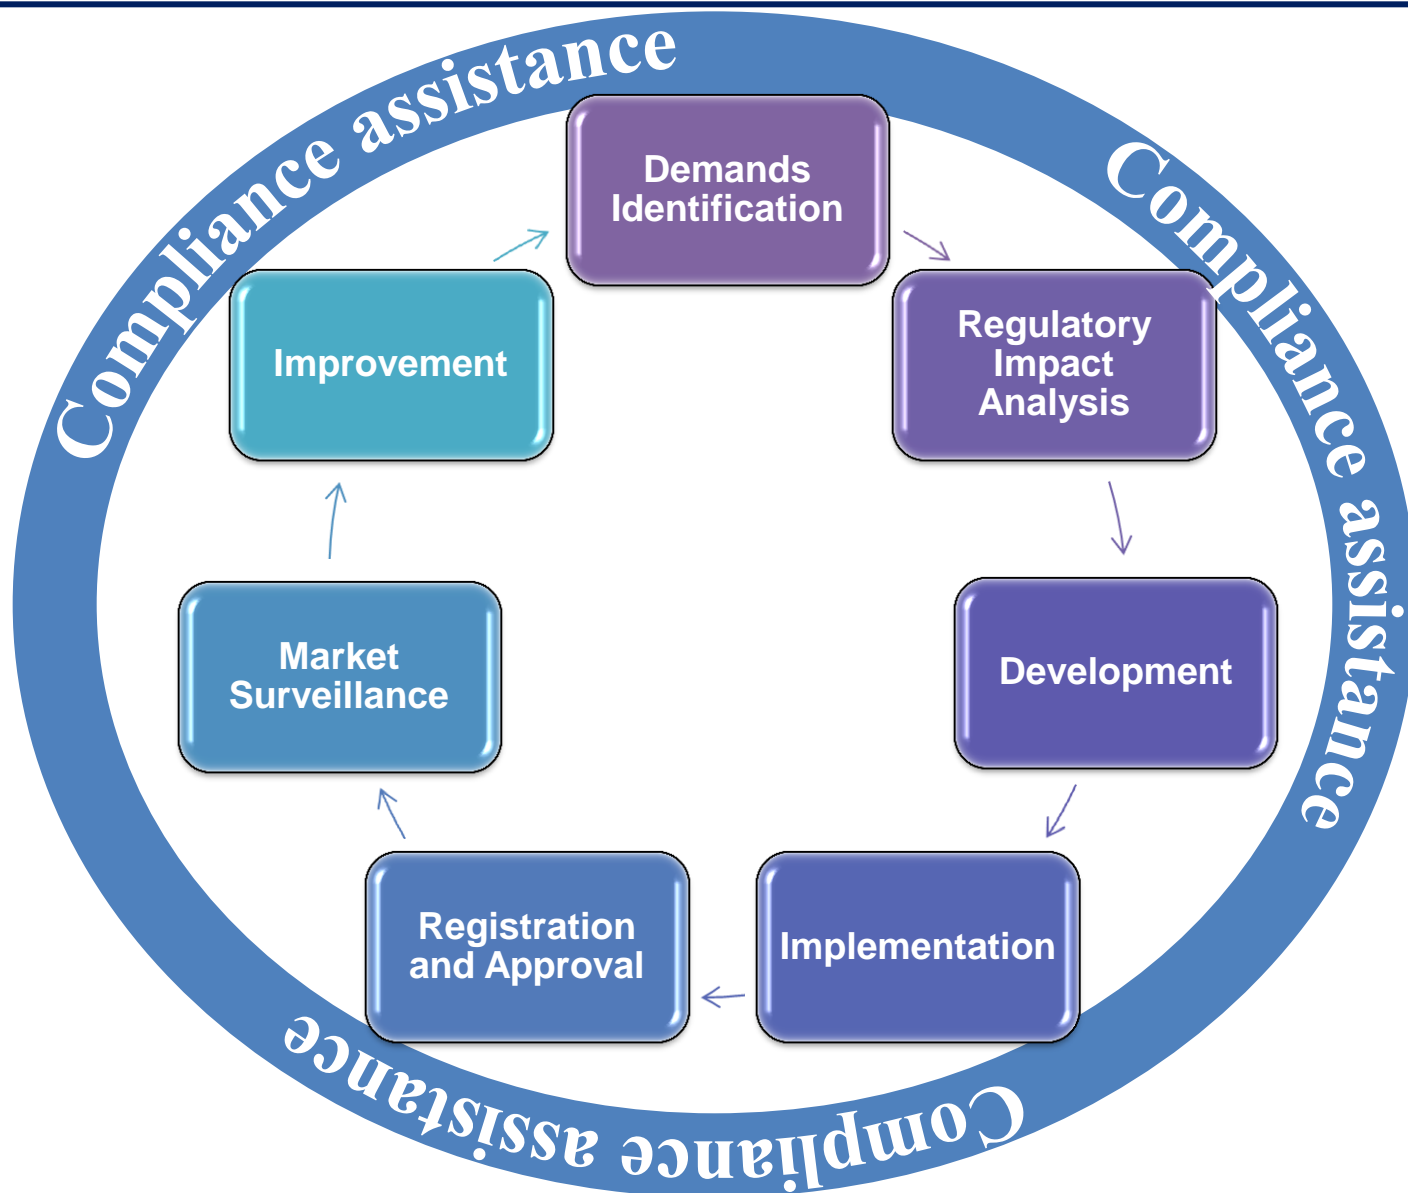 Compliance assistance
Compliance assistance
Demands
Identification
Regulatory
Impact
Analysis
Development
Implementation
Registration
and Approval
Market
Surveillance
Improvement
Compliance assistance